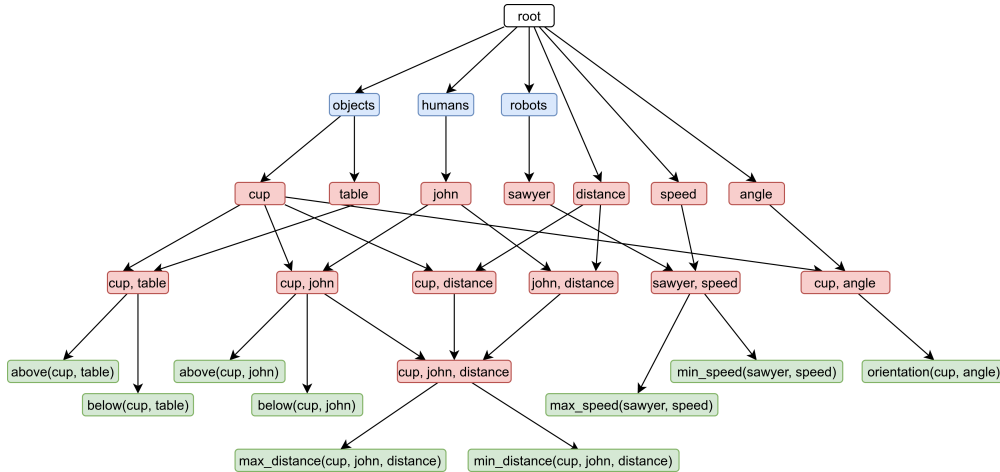 root
objects
humans
robots
cup
table
john
sawyer
distance
speed
angle
cup, table
cup, john
cup, distance
john, distance
sawyer, speed
cup, angle
above(cup, table)
above(cup, john)
cup, john, distance
min_speed(sawyer, speed)
orientation(cup, angle)
below(cup, table)
below(cup, john)
max_speed(sawyer, speed)
max_distance(cup, john, distance)
min_distance(cup, john, distance)